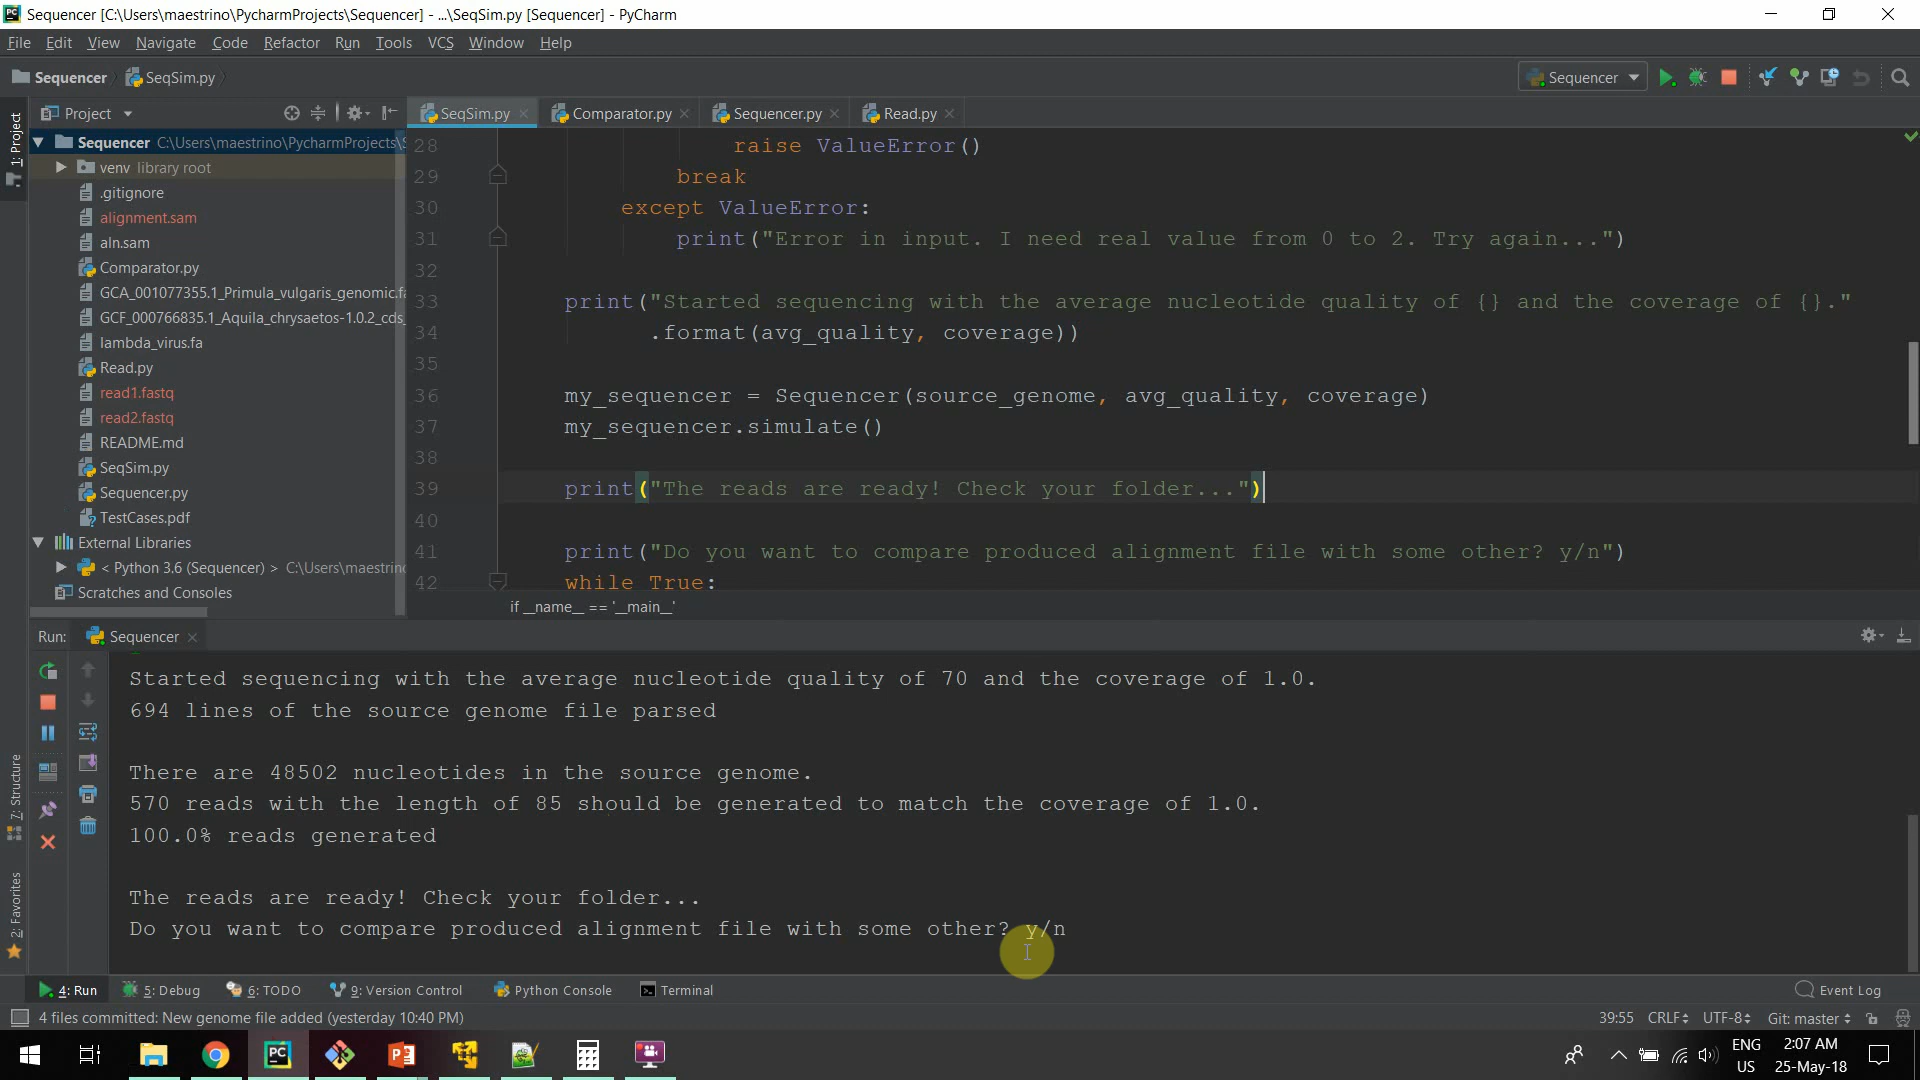 Sequencer [C:\Users\maestrino\PycharmProjects\Sequencer] - ...\SeqSim.py [Sequencer] - PyCharm
File Edit View Navigate Code Refactor Run Tools VCS Window Help
Sequencer SeqSim.py
Sequencer
1: Project
Project
SeqSim.py Comparator.py Sequencer.py Read.py
Sequencer C:\Users\maestrino\PycharmProjects\S
venv library root
.gitignore
alignment.sam
aln.sam
Comparator.py
GCA_001077355.1_Primula_vulgaris_genomic.fa
GCF_000766835.1_Aquila_chrysaetos-1.0.2_cds_
lambda_virus.fa
Read.py
read1.fastq
read2.fastq
README.md
SeqSim.py
Sequencer.py
TestCases.pdf
External Libraries
< Python 3.6 (Sequencer) > C:\Users\maestrino
Scratches and Consoles
28 raise ValueError()
29 break
30 except ValueError:
31 print("Error in input. I need real value from 0 to 2. Try again...")
32
33 print("Started sequencing with the average nucleotide quality of {} and the coverage of {}."
34 .format(avg_quality, coverage))
35
36 my_sequencer = Sequencer(source_genome, avg_quality, coverage)
37 my_sequencer.simulate()
38
39 print("The reads are ready! Check your folder...")
40
41 print("Do you want to compare produced alignment file with some other? y/n")
42 while True:
if __name__ == '__main__'
Run: Sequencer
Started sequencing with the average nucleotide quality of 70 and the coverage of 1.0.
694 lines of the source genome file parsed
There are 48502 nucleotides in the source genome.
570 reads with the length of 85 should be generated to match the coverage of 1.0.
100.0% reads generated
The reads are ready! Check your folder...
Do you want to compare produced alignment file with some other? y/n
7: Structure
2: Favorites
4: Run 5: Debug 6: TODO 9: Version Control Python Console Terminal Event Log
4 files committed: New genome file added (yesterday 10:40 PM)
39:55 CRLF UTF-8 Git: master
ENG
US
2:07 AM
25-May-18